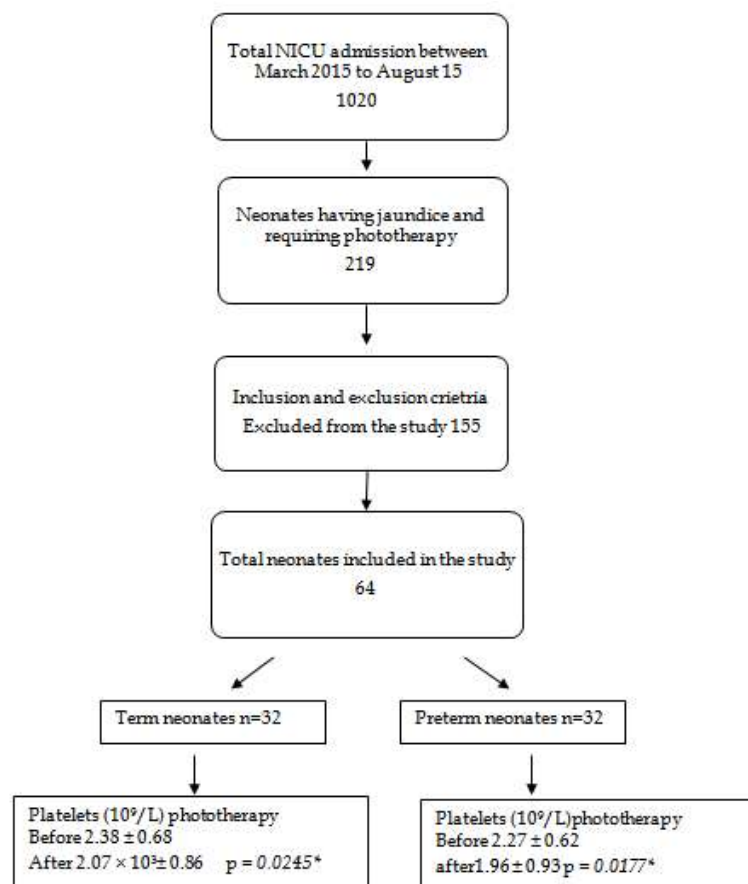 Total NICU admission between
March 2015 to August 15
1020
Neonates having jaundice and
requiring phototherapy
219
Inclusion and exclusion crietria
Excluded from the study 155
Total neonates included in the study
64
Term neonates n=32
Preterm neonates n=32
Platelets (10⁹/L) phototherapy
Before 2.38 ±0.68
After 2.07 × 10³± 0.86 p = 0.0245*
Platelets (10⁹/L)phototherapy
Before 2.27 ± 0.62
after1.96 ± 0.93 p = 0.0177*